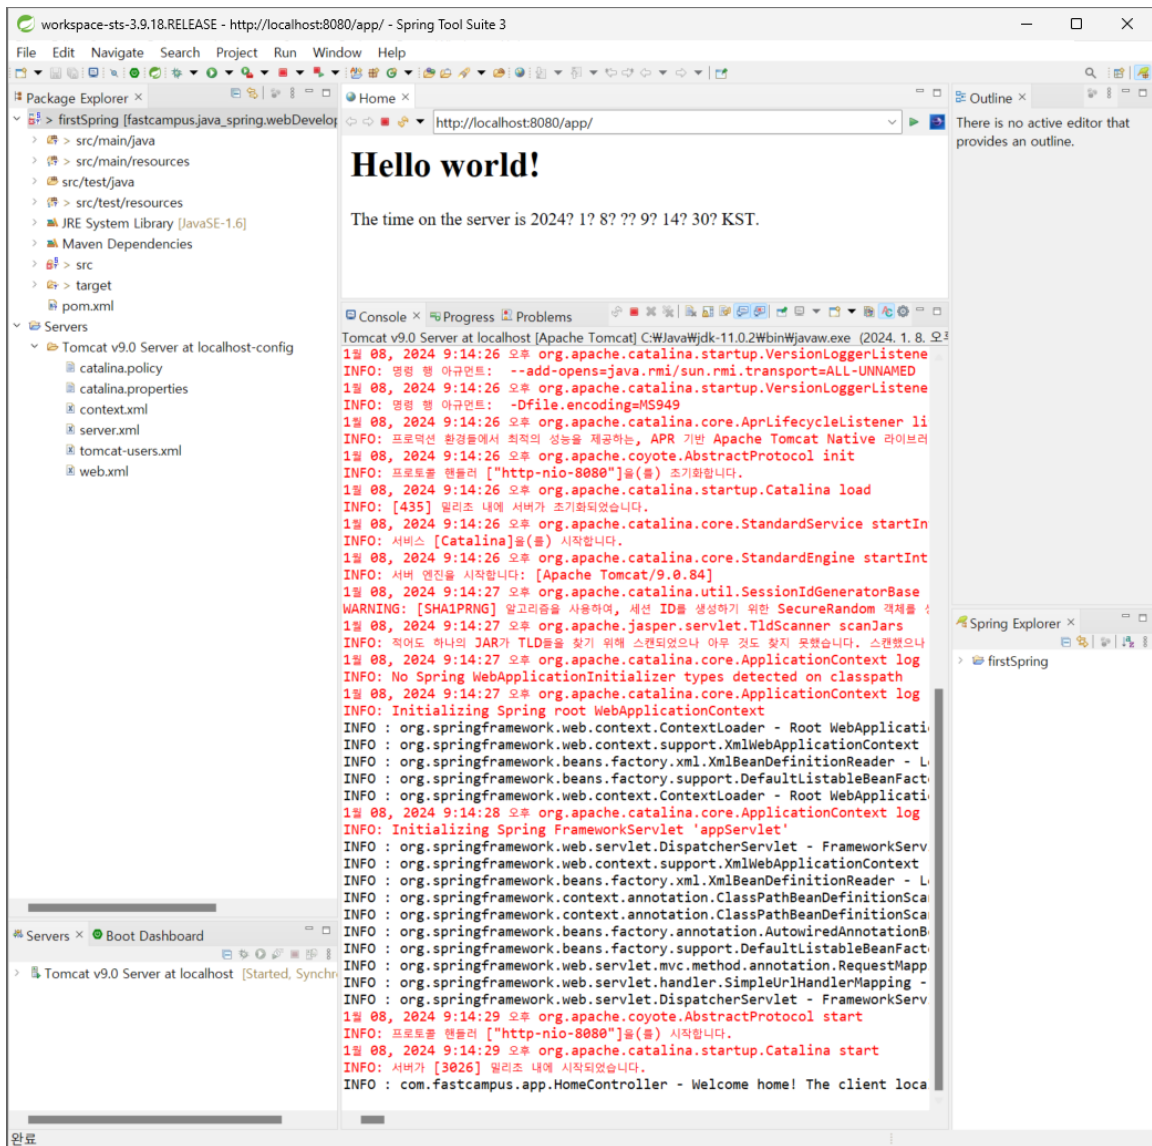 workspace-sts-3.9.18.RELEASE - http://localhost:8080/app/ - Spring Tool Suite 3
File Edit Navigate Search Project Run Window Help
Package Explorer
> firstSpring [fastcampus.java_spring.webDevelop
> src/main/java
> src/main/resources
src/test/java
> src/test/resources
JRE System Library [JavaSE-1.6]
Maven Dependencies
> src
> target
pom.xml
Servers
Tomcat v9.0 Server at localhost-config
catalina.policy
catalina.properties
context.xml
server.xml
tomcat-users.xml
web.xml
Servers Boot Dashboard
Tomcat v9.0 Server at localhost [Started, Synchr
Home
http://localhost:8080/app/
Hello world!
The time on the server is 2024? 1? 8? ?? 9? 14? 30? KST.
Console Progress Problems
Tomcat v9.0 Server at localhost [Apache Tomcat] C:₩Java₩jdk-11.0.2₩bin₩javaw.exe (2024. 1. 8. 오
1월 08, 2024 9:14:26 오후 org.apache.catalina.startup.VersionLoggerListene
INFO: 명령 행 아규먼트: --add-opens=java.rmi/sun.rmi.transport=ALL-UNNAMED
1월 08, 2024 9:14:26 오후 org.apache.catalina.startup.VersionLoggerListene
INFO: 명령 행 아규먼트: -Dfile.encoding=MS949
1월 08, 2024 9:14:26 오후 org.apache.catalina.core.AprLifecycleListener li
INFO: 프로덕션 환경들에서 최적의 성능을 제공하는, APR 기반 Apache Tomcat Native 라이브러
1월 08, 2024 9:14:26 오후 org.apache.coyote.AbstractProtocol init
INFO: 프로토콜 핸들러 ["http-nio-8080"]을(를) 초기화합니다.
1월 08, 2024 9:14:26 오후 org.apache.catalina.startup.Catalina load
INFO: [435] 밀리초 내에 서버가 초기화되었습니다.
1월 08, 2024 9:14:26 오후 org.apache.catalina.core.StandardService startIn
INFO: 서비스 [Catalina]을(를) 시작합니다.
1월 08, 2024 9:14:26 오후 org.apache.catalina.core.StandardEngine startInt
INFO: 서버 엔진을 시작합니다: [Apache Tomcat/9.0.84]
1월 08, 2024 9:14:27 오후 org.apache.catalina.util.SessionIdGeneratorBase
WARNING: [SHA1PRNG] 알고리즘을 사용하여, 세션 ID를 생성하기 위한 SecureRandom 객체를
1월 08, 2024 9:14:27 오후 org.apache.jasper.servlet.TldScanner scanJars
INFO: 적어도 하나의 JAR가 TLD들을 찾기 위해 스캔되었으나 아무 것도 찾지 못했습니다. 스캔했으나
1월 08, 2024 9:14:27 오후 org.apache.catalina.core.ApplicationContext log
INFO: No Spring WebApplicationInitializer types detected on classpath
1월 08, 2024 9:14:27 오후 org.apache.catalina.core.ApplicationContext log
INFO: Initializing Spring root WebApplicationContext
INFO : org.springframework.web.context.ContextLoader - Root WebApplicati
INFO : org.springframework.web.context.support.XmlWebApplicationContext
INFO : org.springframework.beans.factory.xml.XmlBeanDefinitionReader - L
INFO : org.springframework.beans.factory.support.DefaultListableBeanFact
INFO : org.springframework.web.context.ContextLoader - Root WebApplicati
1월 08, 2024 9:14:28 오후 org.apache.catalina.core.ApplicationContext log
INFO: Initializing Spring FrameworkServlet 'appServlet'
INFO : org.springframework.web.servlet.DispatcherServlet - FrameworkServ
INFO : org.springframework.web.context.support.XmlWebApplicationContext
INFO : org.springframework.beans.factory.xml.XmlBeanDefinitionReader - L
INFO : org.springframework.context.annotation.ClassPathBeanDefinitionSca
INFO : org.springframework.context.annotation.ClassPathBeanDefinitionSca
INFO : org.springframework.beans.factory.annotation.AutowiredAnnotationB
INFO : org.springframework.beans.factory.support.DefaultListableBeanFact
INFO : org.springframework.web.servlet.mvc.method.annotation.RequestMapp
INFO : org.springframework.web.servlet.handler.SimpleUrlHandlerMapping -
INFO : org.springframework.web.servlet.DispatcherServlet - FrameworkServ
1월 08, 2024 9:14:29 오후 org.apache.coyote.AbstractProtocol start
INFO: 프로토콜 핸들러 ["http-nio-8080"]을(를) 시작합니다.
1월 08, 2024 9:14:29 오후 org.apache.catalina.startup.Catalina start
INFO: 서버가 [3026] 밀리초 내에 시작되었습니다.
INFO : com.fastcampus.app.HomeController - Welcome home! The client loca
Outline
There is no active editor that
provides an outline.
Spring Explorer
firstSpring
완료